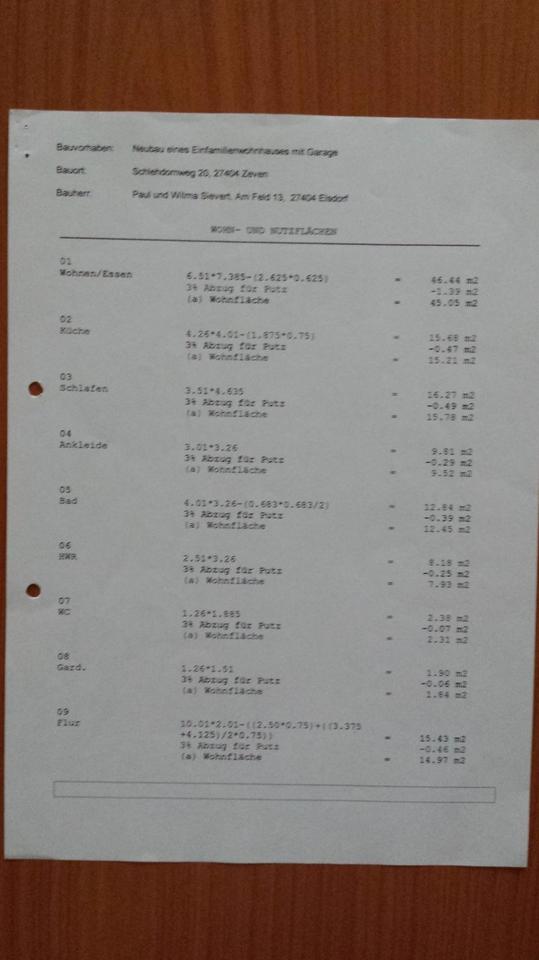 Bauvorhaben: Neubau eines Einfamilienwohnhauses mit Garage
Bauort: Schlehdornweg 20, 27404 Zeven
Bauherr: Paul und Wilma Sievert, Am Feld 13, 27404 Elsdorf
WOHN- UND NUTZFLÄCHEN
01
Wohnen/Essen 6.51*7.385-(2.625*0.625) = 46.44 m2
3% Abzug für Putz -1.39 m2
(a) Wohnfläche = 45.05 m2
02
Küche 4.26*4.01-(1.875*0.75) = 15.68 m2
3% Abzug für Putz -0.47 m2
(a) Wohnfläche = 15.21 m2
03
Schlafen 3.51*4.635 = 16.27 m2
3% Abzug für Putz -0.49 m2
(a) Wohnfläche = 15.78 m2
04
Ankleide 3.01*3.26 = 9.81 m2
3% Abzug für Putz -0.29 m2
(a) Wohnfläche = 9.52 m2
05
Bad 4.01*3.26-(0.683*0.683/2) = 12.84 m2
3% Abzug für Putz -0.39 m2
(a) Wohnfläche = 12.45 m2
06
HWR 2.51*3.26 = 8.18 m2
3% Abzug für Putz -0.25 m2
(a) Wohnfläche = 7.93 m2
07
WC 1.26*1.885 = 2.38 m2
3% Abzug für Putz -0.07 m2
(a) Wohnfläche = 2.31 m2
08
Gard. 1.26*1.51 = 1.90 m2
3% Abzug für Putz -0.06 m2
(a) Wohnfläche = 1.84 m2
09
Flur 10.01*2.01-((2.50*0.75)+((3.375
+4.125)/2*0.75)) = 15.43 m2
3% Abzug für Putz -0.46 m2
(a) Wohnfläche = 14.97 m2